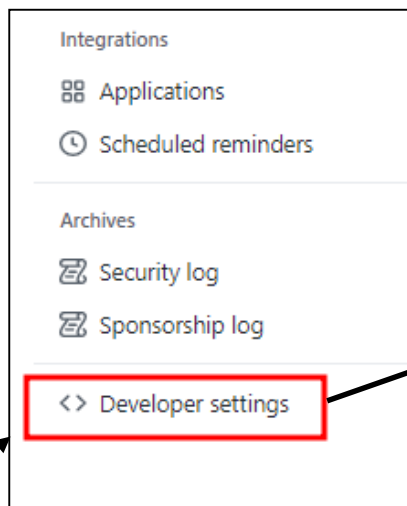 Integrations
Applications
Scheduled reminders
Archives
Security log
Sponsorship log
Developer settings